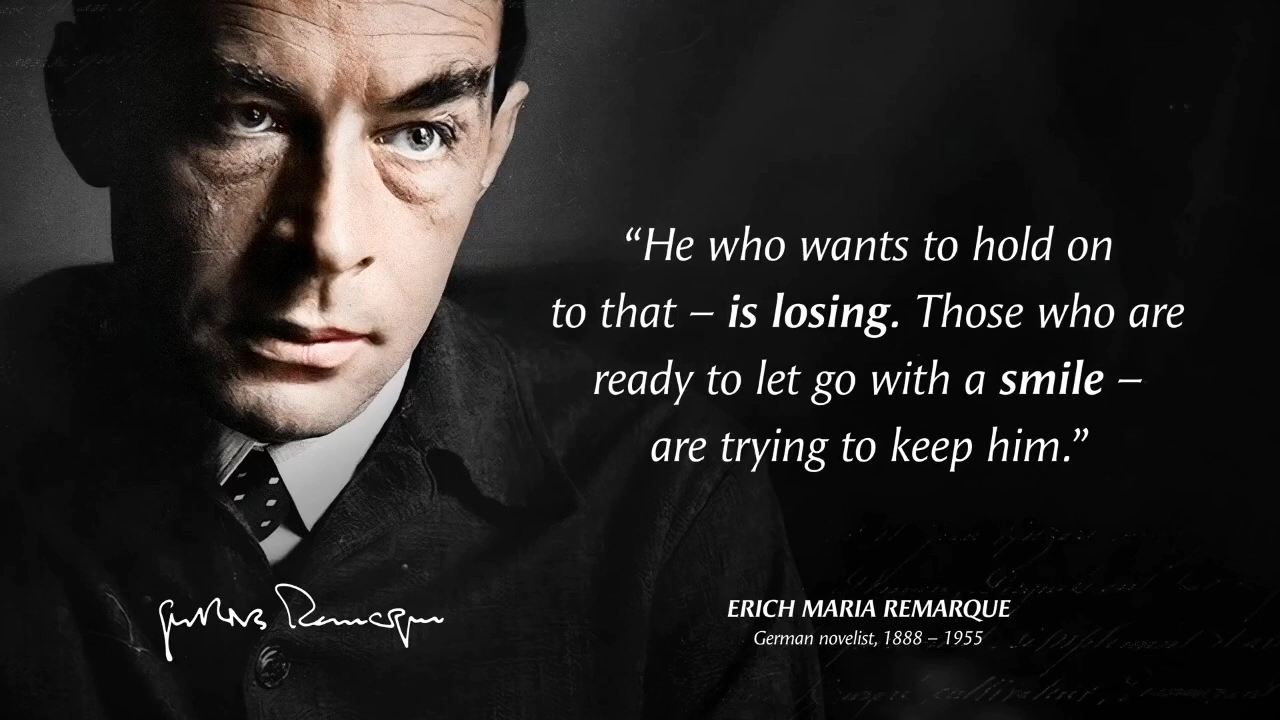 “He who wants to hold on
to that – is losing. Those who are
ready to let go with a smile –
are trying to keep him.”
Remarque
ERICH MARIA REMARQUE
German novelist, 1888 – 1955